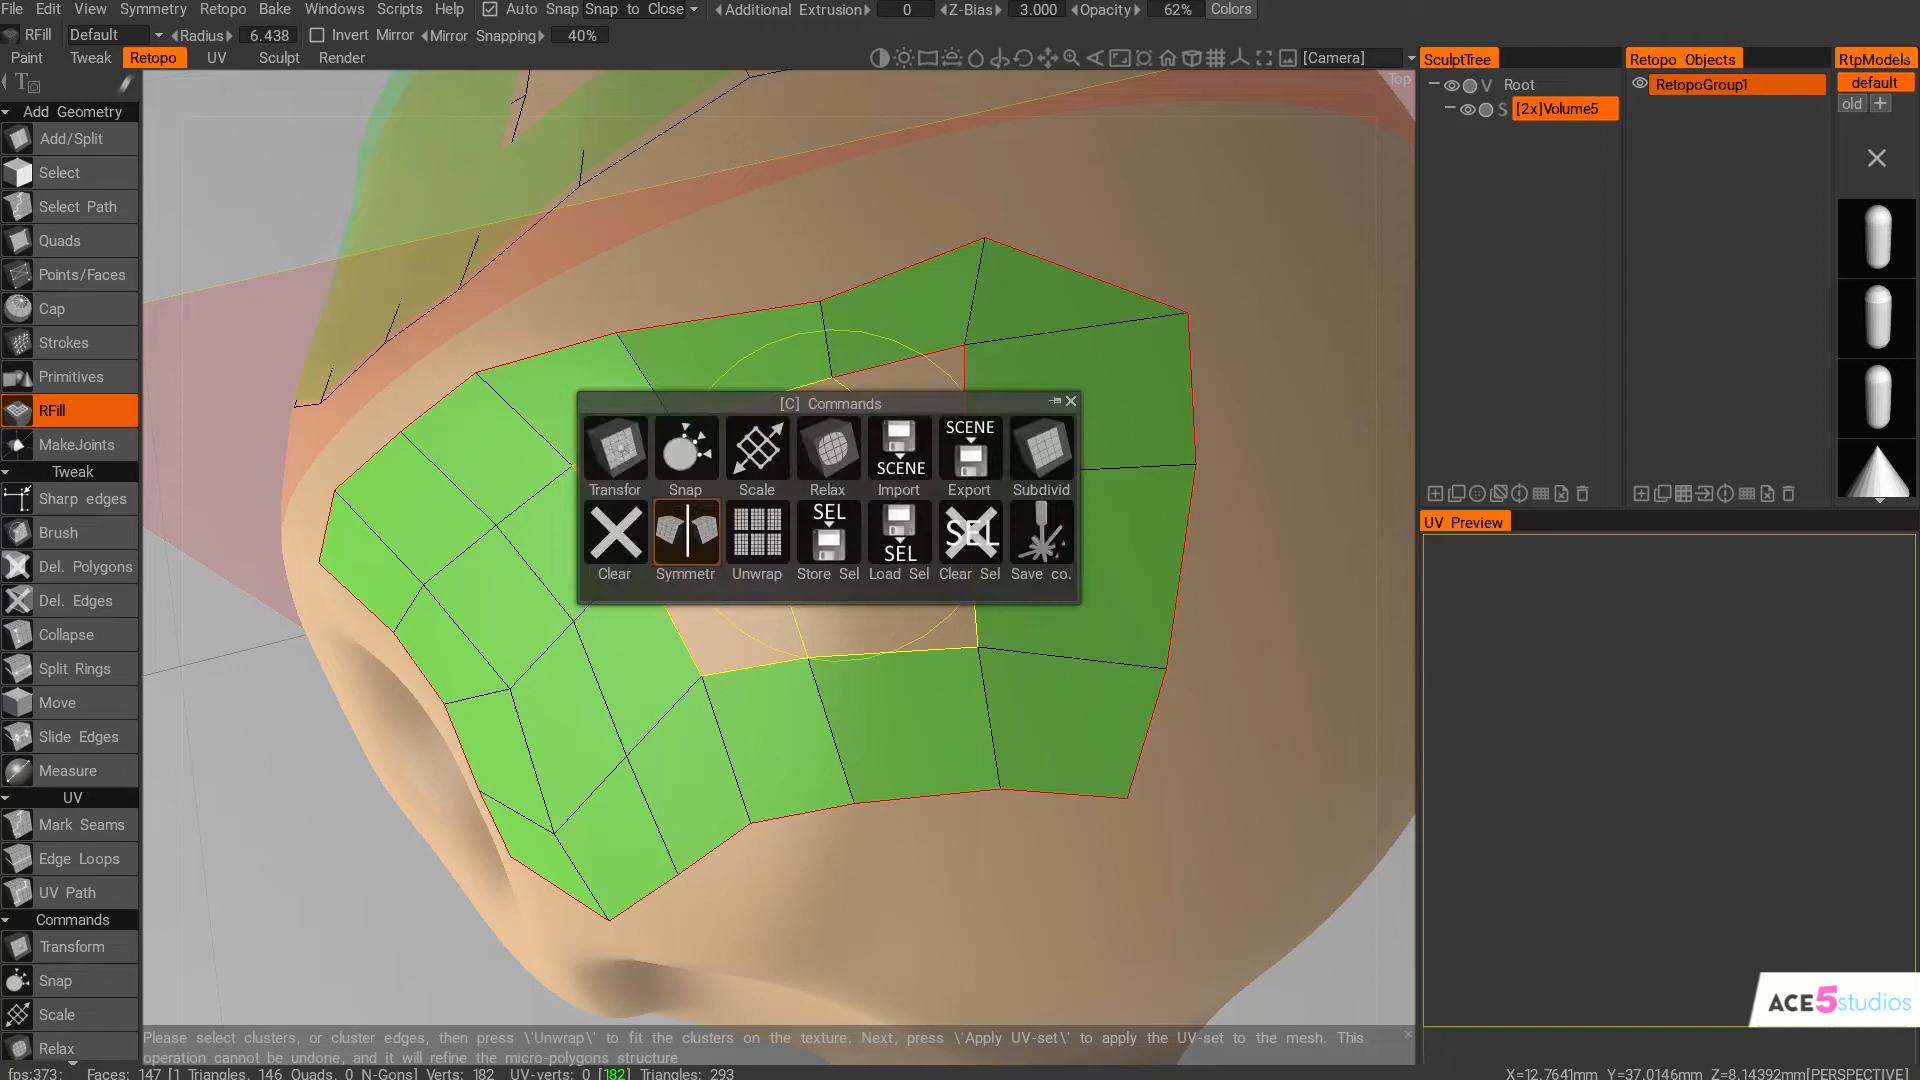 File Edit View Symmetry Retopo Bake Windows Scripts Help Auto Snap Snap to Close Additional Extrusion 0 Z-Bias 3.000 Opacity 62% Colors
RFill Default Radius 6.438 Invert Mirror Mirror Snapping 40%
Paint Tweak Retopo UV Sculpt Render [Camera]
Top
Add Geometry
Add/Split
Select
Select Path
Quads
Points/Faces
Cap
Strokes
Primitives
RFill
MakeJoints
Tweak
Sharp edges
Brush
Del. Polygons
Del. Edges
Collapse
Split Rings
Move
Slide Edges
Measure
UV
Mark Seams
Edge Loops
UV Path
Commands
Transform
Snap
Scale
Relax
[C] Commands
SCENE
SCENE
Transfor Snap Scale Relax Import Export Subdivid
SEL
SEL
SEL
Clear Symmetr Unwrap Store Sel Load Sel Clear Sel Save co.
SculptTree
V Root
S [2x]Volume5
Retopo Objects
RetopoGroup1
RtpModels
default
old +
UV Preview
ACE5studios
Please select clusters, or cluster edges, then press \'Unwrap\' to fit the clusters on the texture. Next, press \'Apply UV-set\' to apply the UV-set to the mesh. This
operation cannot be undone, and it will refine the micro-polygons structure
fps:373; Faces: 147 [1 Triangles, 146 Quads, 0 N-Gons] Verts: 182 UV-verts: 0 [182] Triangles: 293
X=12.7641mm Y=37.0146mm Z=8.14392mm[PERSPECTIVE]